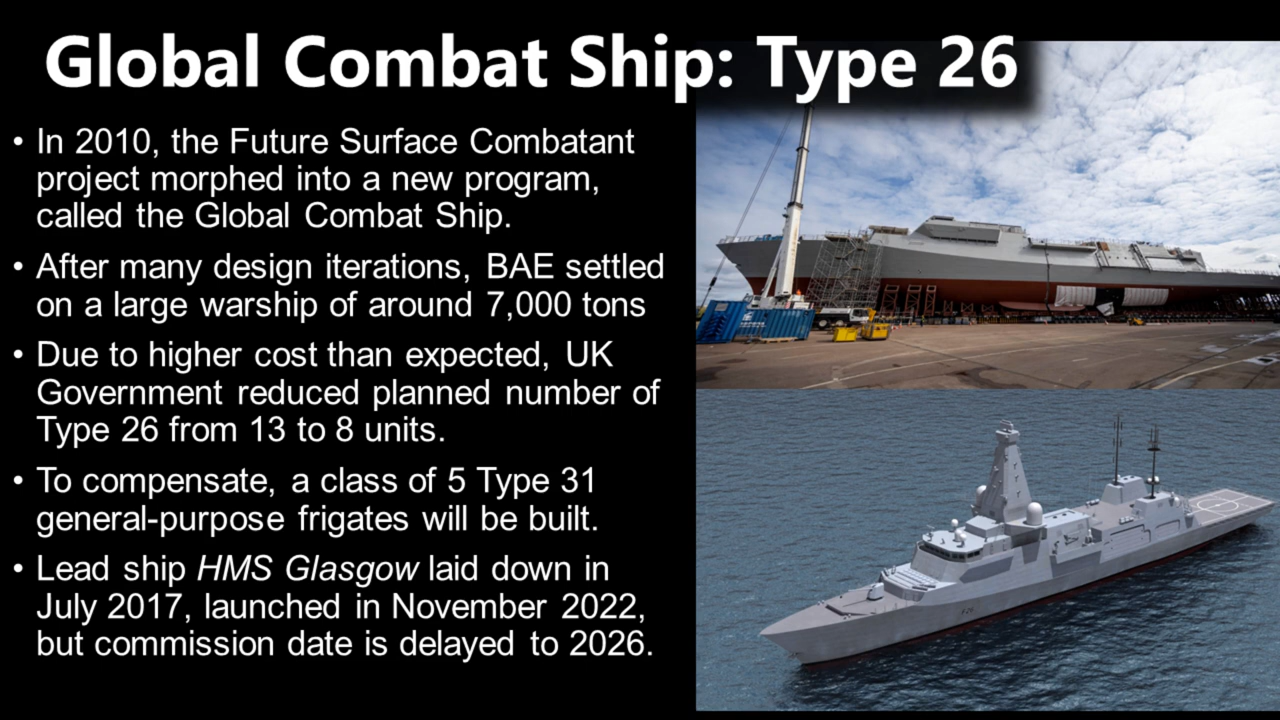 Global Combat Ship: Type 26
• In 2010, the Future Surface Combatant
project morphed into a new program,
called the Global Combat Ship.
• After many design iterations, BAE settled
on a large warship of around 7,000 tons
• Due to higher cost than expected, UK
Government reduced planned number of
Type 26 from 13 to 8 units.
• To compensate, a class of 5 Type 31
general-purpose frigates will be built.
• Lead ship HMS Glasgow laid down in
July 2017, launched in November 2022,
but commission date is delayed to 2026.